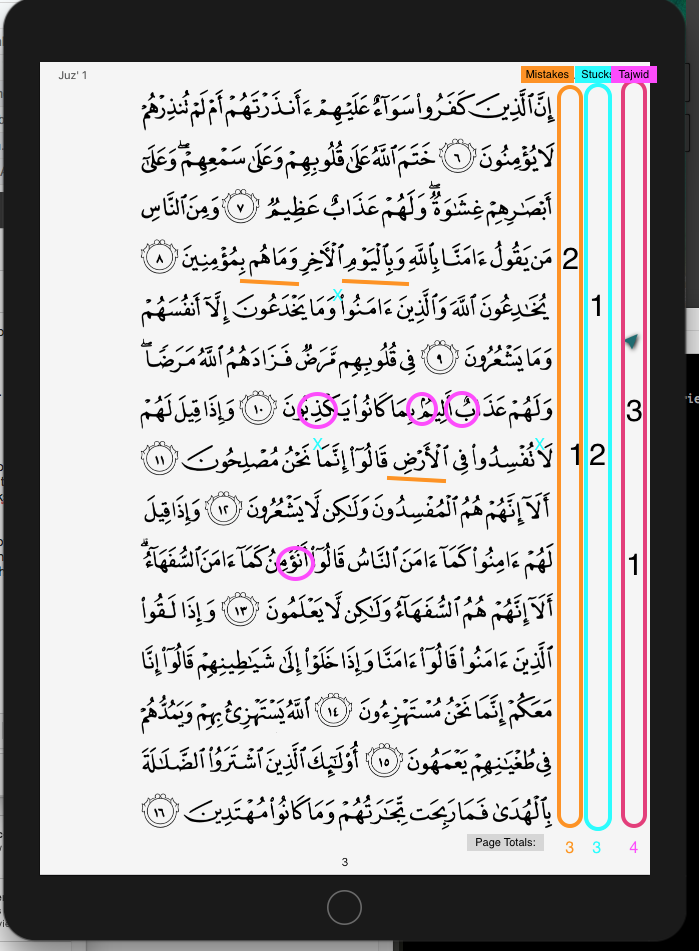 Juz' 1
Mistakes Stucks Tajwid
إِنَّ ٱلَّذِينَ كَفَرُوا۟ سَوَآءٌ عَلَيْهِمْ ءَأَنذَرْتَهُمْ أَمْ لَمْ تُنذِرْهُمْ
لَا يُؤْمِنُونَ ٦ خَتَمَ ٱللَّهُ عَلَىٰ قُلُوبِهِمْ وَعَلَىٰ سَمْعِهِمْ ۖ وَعَلَىٰٓ
أَبْصَـٰرِهِمْ غِشَـٰوَةٌ ۖ وَلَهُمْ عَذَابٌ عَظِيمٌ ٧ وَمِنَ ٱلنَّاسِ
مَن يَقُولُ ءَامَنَّا بِٱللَّهِ وَبِٱلْيَوْمِ ٱلْـَٔاخِرِ وَمَا هُم بِمُؤْمِنِينَ ٨ 2
يُخَـٰدِعُونَ ٱللَّهَ وَٱلَّذِينَ ءَامَنُوا۟ x وَمَا يَخْدَعُونَ إِلَّآ أَنفُسَهُمْ 1
وَمَا يَشْعُرُونَ ٩ فِى قُلُوبِهِم مَّرَضٌ فَزَادَهُمُ ٱللَّهُ مَرَضًا ۖ
وَلَهُمْ عَذَابٌ أَلِيمٌۢ بِمَا كَانُوا۟ يَكْذِبُونَ ١٠ وَإِذَا قِيلَ لَهُمْ 3
x لَا تُفْسِدُوا۟ فِى ٱلْأَرْضِ قَالُوٓا۟ x إِنَّمَا نَحْنُ مُصْلِحُونَ ١١ 1 2
أَلَآ إِنَّهُمْ هُمُ ٱلْمُفْسِدُونَ وَلَـٰكِن لَّا يَشْعُرُونَ ١٢ وَإِذَا قِيلَ
لَهُمْ ءَامِنُوا۟ كَمَآ ءَامَنَ ٱلنَّاسُ قَالُوٓا۟ أَنُؤْمِنُ كَمَآ ءَامَنَ ٱلسُّفَهَآءُ ۗ 1
أَلَآ إِنَّهُمْ هُمُ ٱلسُّفَهَآءُ وَلَـٰكِن لَّا يَعْلَمُونَ ١٣ وَإِذَا لَقُوا۟
ٱلَّذِينَ ءَامَنُوا۟ قَالُوٓا۟ ءَامَنَّا وَإِذَا خَلَوْا۟ إِلَىٰ شَيَـٰطِينِهِمْ قَالُوٓا۟ إِنَّا
مَعَكُمْ إِنَّمَا نَحْنُ مُسْتَهْزِءُونَ ١٤ ٱللَّهُ يَسْتَهْزِئُ بِهِمْ وَيَمُدُّهُمْ
فِى طُغْيَـٰنِهِمْ يَعْمَهُونَ ١٥ أُو۟لَـٰٓئِكَ ٱلَّذِينَ ٱشْتَرَوُا۟ ٱلضَّلَـٰلَةَ
بِٱلْهُدَىٰ فَمَا رَبِحَت تِّجَـٰرَتُهُمْ وَمَا كَانُوا۟ مُهْتَدِينَ ١٦
Page Totals: 3 3 4
3